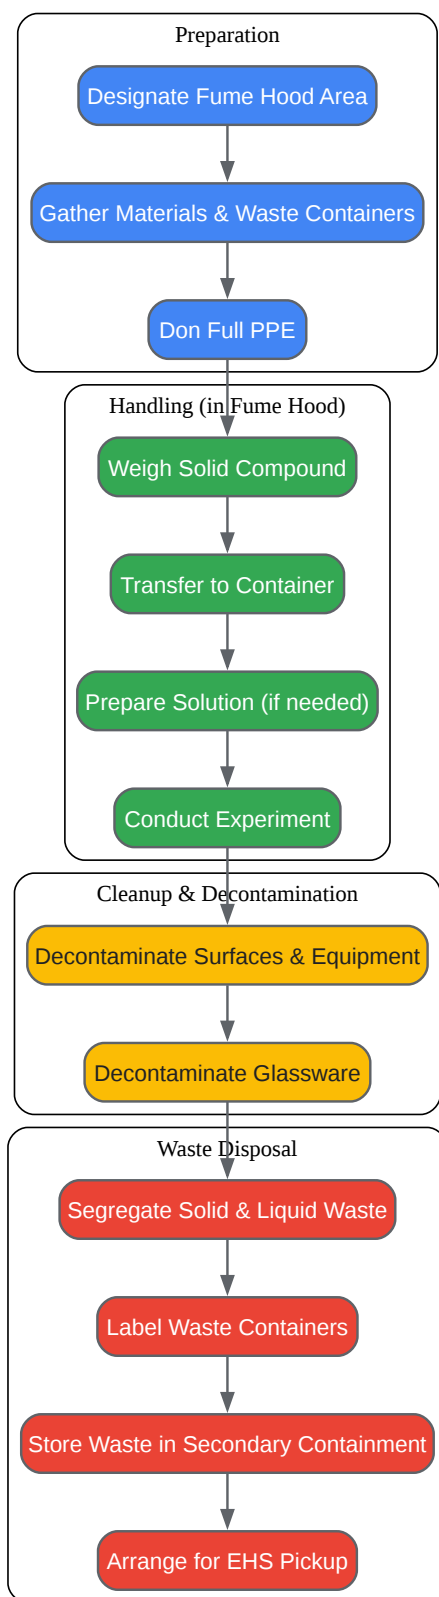 Preparation
Designate Fume Hood Area
Gather Materials & Waste Containers
Don Full PPE
Handling (in Fume Hood)
Weigh Solid Compound
Transfer to Container
Prepare Solution (if needed)
Conduct Experiment
Cleanup & Decontamination
Decontaminate Surfaces & Equipment
Decontaminate Glassware
Waste Disposal
Segregate Solid & Liquid Waste
Label Waste Containers
Store Waste in Secondary Containment
Arrange for EHS Pickup